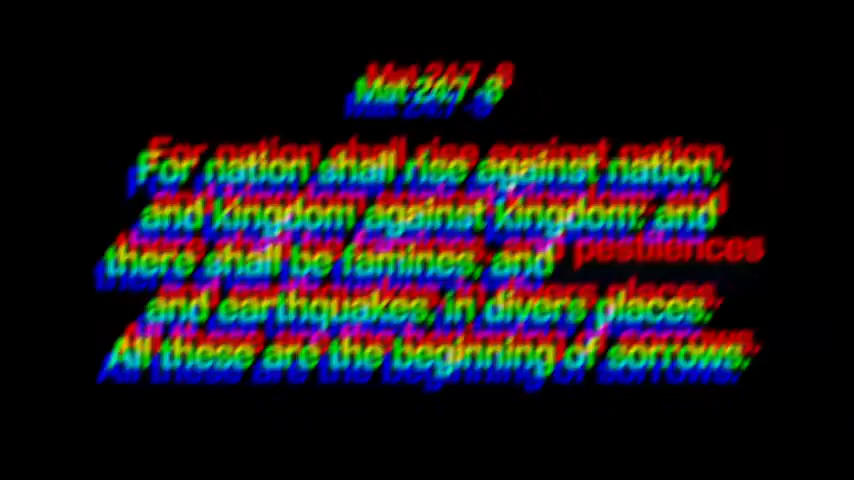 Mat 24:7 -8
For nation shall rise against nation,
and kingdom against kingdom: and
there shall be famines, and pestilences
and earthquakes, in divers places.
All these are the beginning of sorrows.